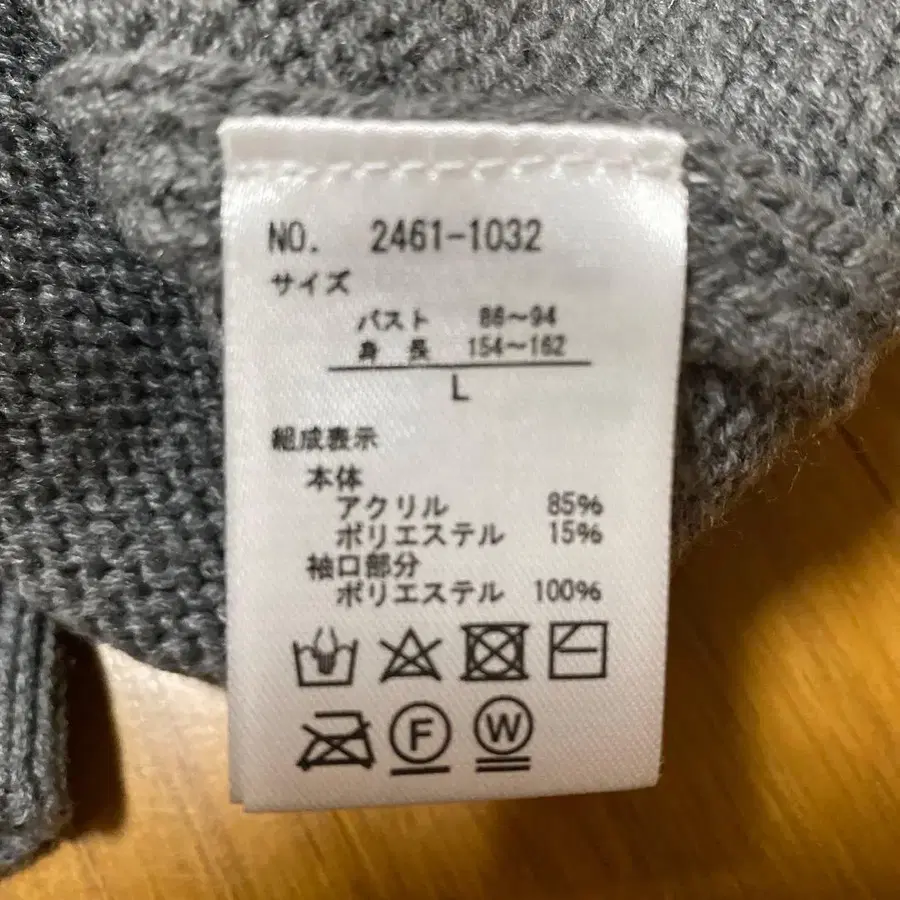 NO. 2461-1032
サイズ
バスト 86～94
身長 154～162
L
組成表示
本体
アクリル 85%
ポリエステル 15%
袖口部分
ポリエステル 100%
F W